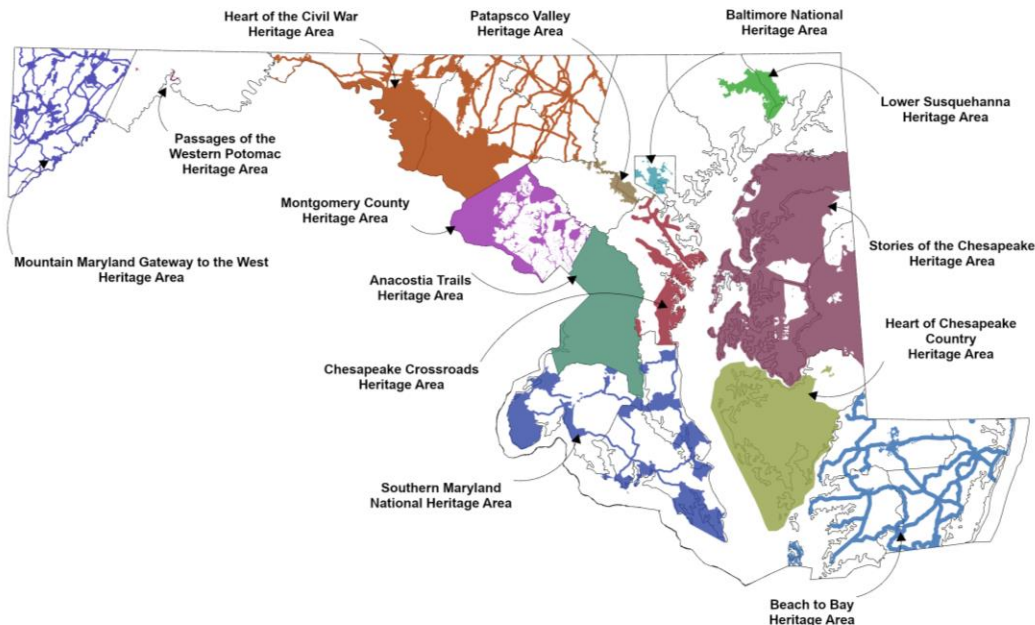 Heart of the Civil War
Heritage Area
Patapsco Valley
Heritage Area
Baltimore National
Heritage Area
Lower Susquehanna
Heritage Area
Passages of the
Western Potomac
Heritage Area
Montgomery County
Heritage Area
Mountain Maryland Gateway to the West
Heritage Area
Anacostia Trails
Heritage Area
Stories of the Chesapeake
Heritage Area
Heart of Chesapeake
Country
Heritage Area
Chesapeake Crossroads
Heritage Area
Southern Maryland
National Heritage Area
Beach to Bay
Heritage Area